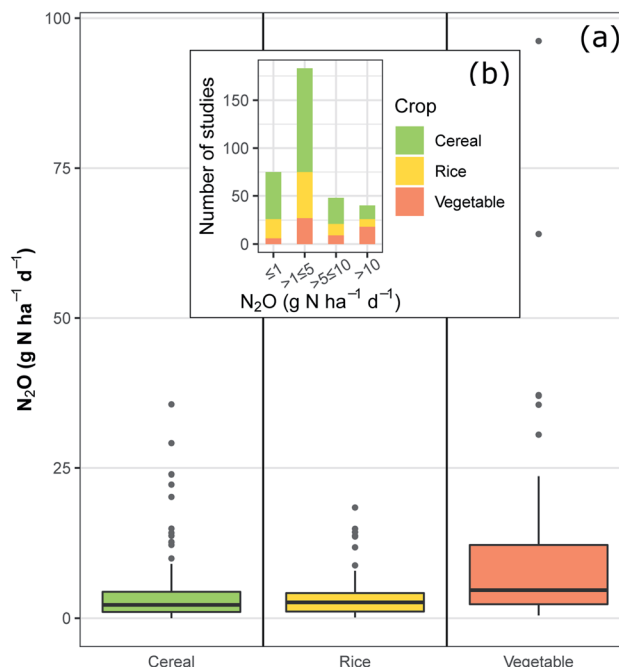 100
(a)
(b)
150
Crop
Number of studies
Cereal
100
Rice
75
50
Vegetable
0
≤1
>1≤5
>5≤10
>10
N₂O (g N ha⁻¹ d⁻¹)
50
N₂O (g N ha⁻¹ d⁻¹)
25
0
Cereal Rice Vegetable